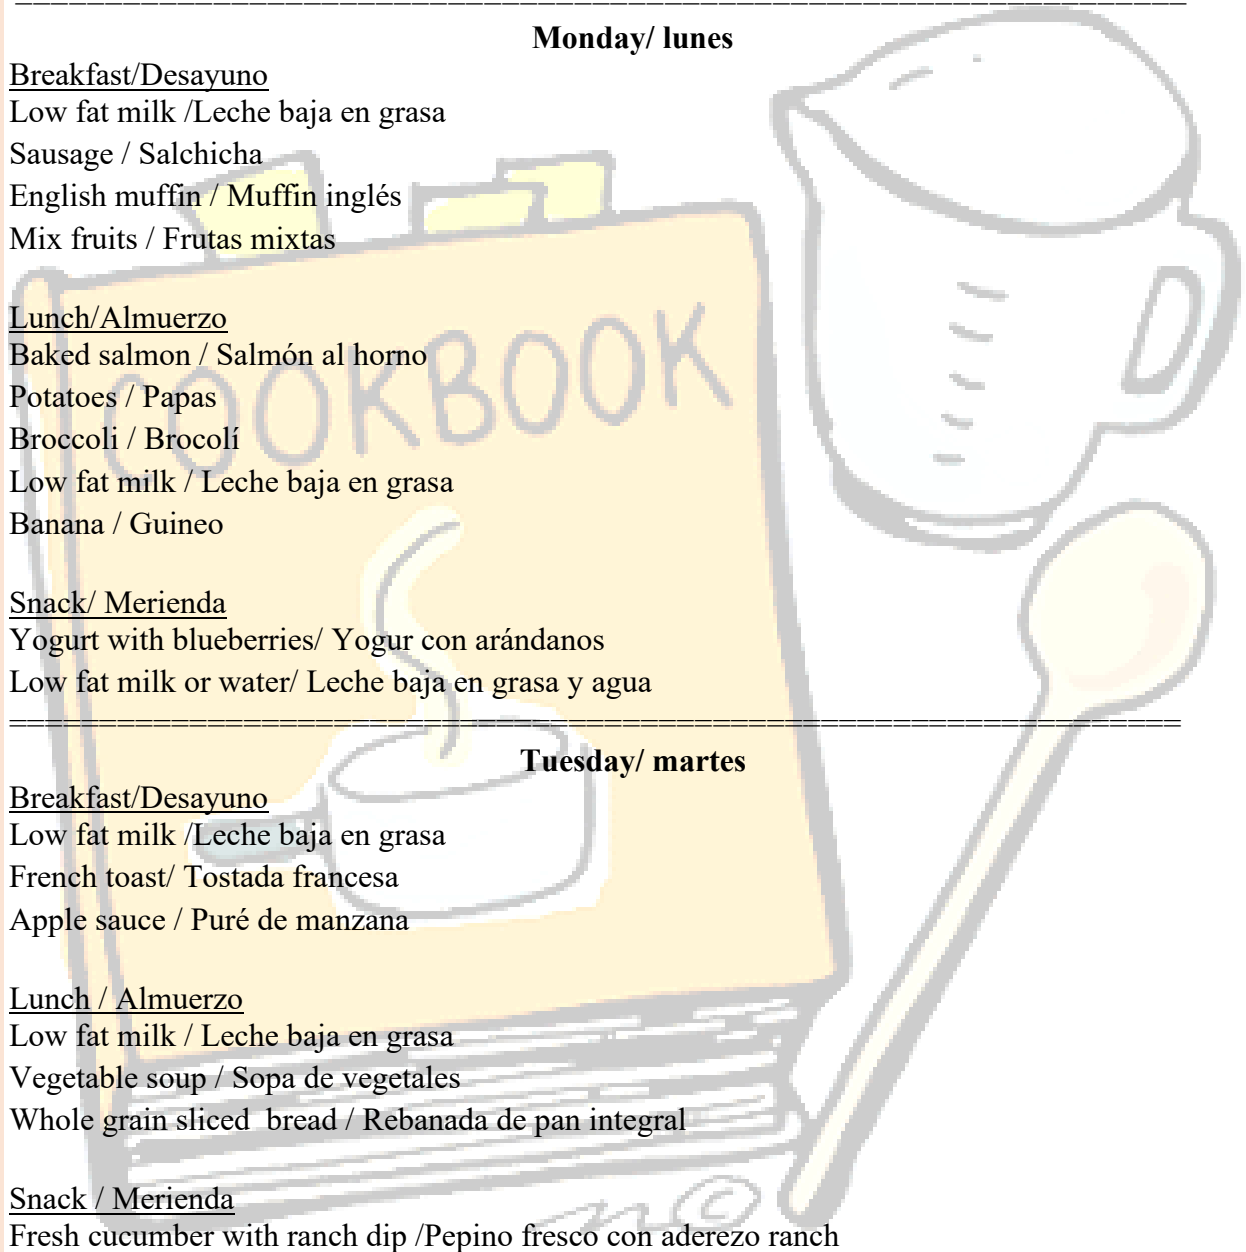 Monday/ lunes
Breakfast/Desayuno
Low fat milk /Leche baja en grasa
Sausage / Salchicha
English muffin / Muffin inglés
Mix fruits / Frutas mixtas
Lunch/Almuerzo
Baked salmon / Salmón al horno
COOKBOOK
Potatoes / Papas
Broccoli / Brocolí
Low fat milk / Leche baja en grasa
Banana / Guineo
Snack/ Merienda
Yogurt with blueberries/ Yogur con arándanos
Low fat milk or water/ Leche baja en grasa y agua
Tuesday/ martes
Breakfast/Desayuno
Low fat milk /Leche baja en grasa
French toast/ Tostada francesa
Apple sauce / Puré de manzana
Lunch / Almuerzo
Low fat milk / Leche baja en grasa
Vegetable soup / Sopa de vegetales
Whole grain sliced  bread / Rebanada de pan integral
Snack / Merienda
©
Fresh cucumber with ranch dip /Pepino fresco con aderezo ranch